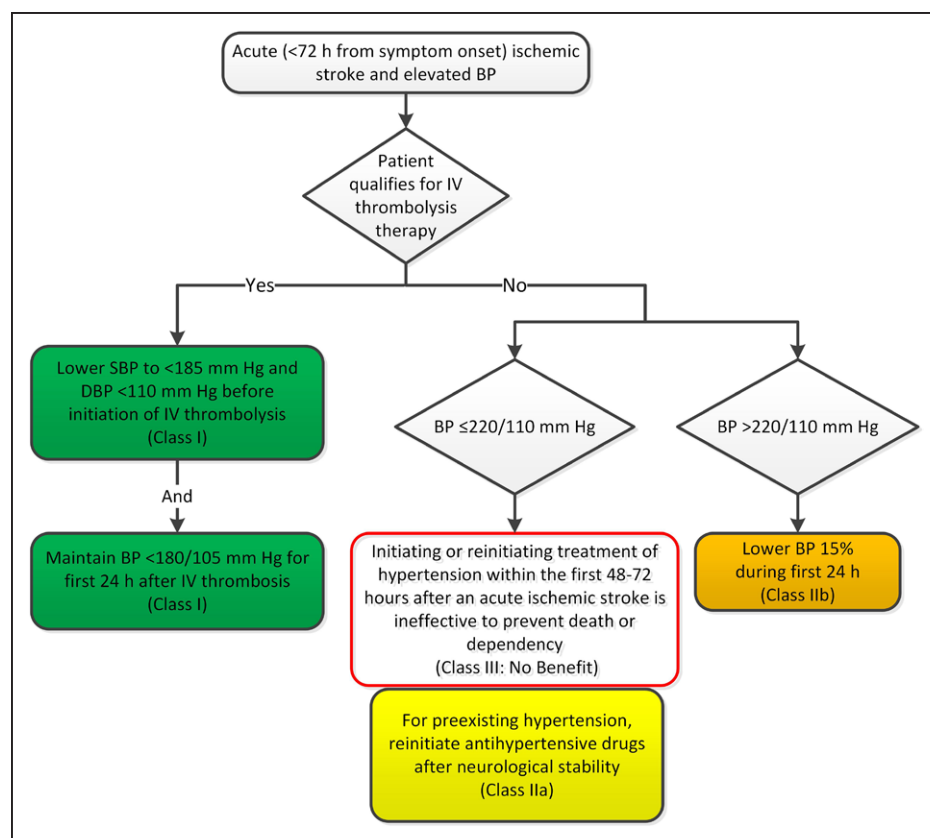 Acute (<72 h from symptom onset) ischemic
stroke and elevated BP
Patient
qualifies for IV
thrombolysis
therapy
Yes
No
Lower SBP to <185 mm Hg and
DBP <110 mm Hg before
initiation of IV thrombolysis
(Class I)
And
Maintain BP <180/105 mm Hg for
first 24 h after IV thrombosis
(Class I)
BP ≤220/110 mm Hg
BP >220/110 mm Hg
Initiating or reinitiating treatment of
hypertension within the first 48-72
hours after an acute ischemic stroke is
ineffective to prevent death or
dependency
(Class III: No Benefit)
Lower BP 15%
during first 24 h
(Class IIb)
For preexisting hypertension,
reinitiate antihypertensive drugs
after neurological stability
(Class IIa)